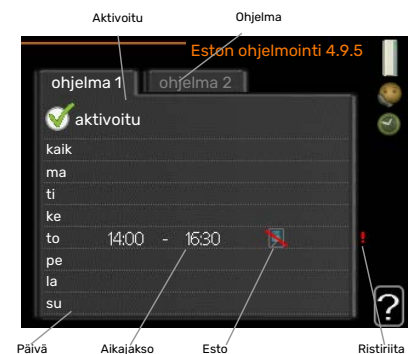 Aktivoitu Ohjelma
Eston ohjelmointi 4.9.5
ohjelma 1 ohjelma 2
aktivoitu
kaik
ma
ti
ke
to 14:00 - 16:30 !
pe
la
su
?
Päivä Aikajakso Esto Ristiriita